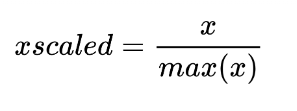 xscaled = x / max(x)